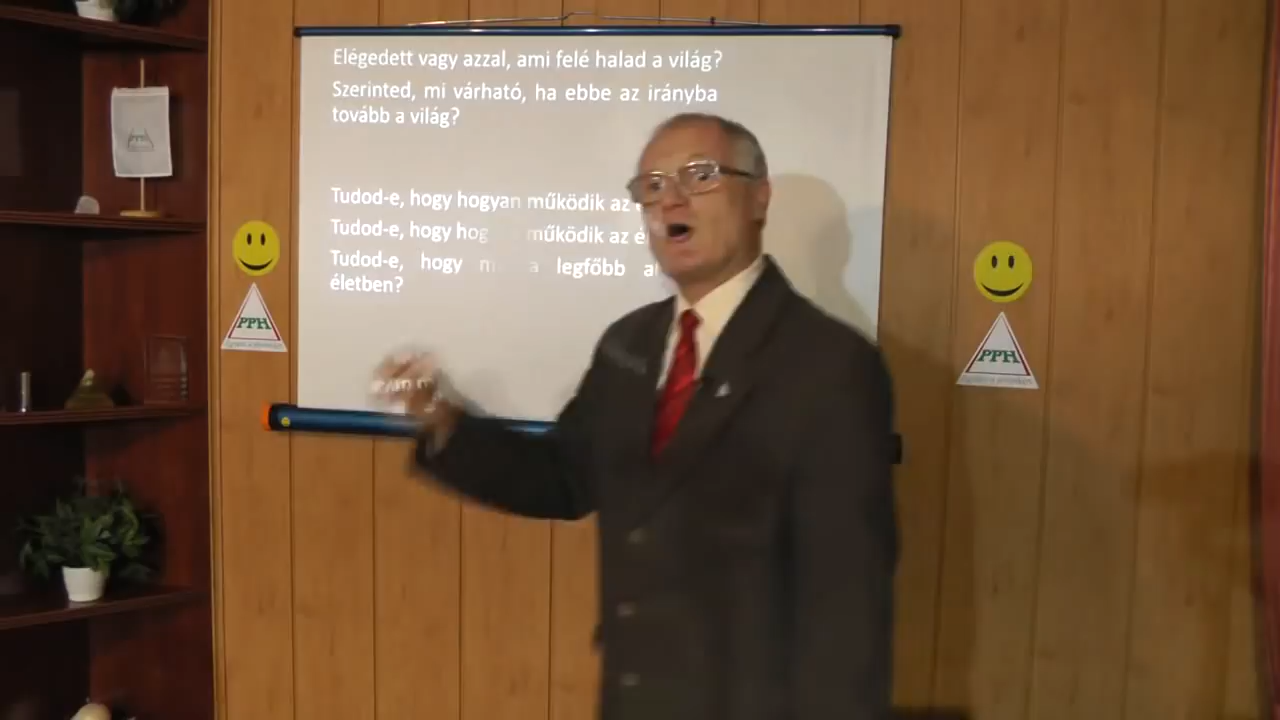 Elégedett vagy azzal, ami felé halad a világ?
Szerinted, mi várható, ha ebbe az irányba
tovább a világ?
Tudod-e, hogy hogyan működik az
Tudod-e, hogy működik az
Tudod-e, hogy legfőbb
életben?
PPH
PPH